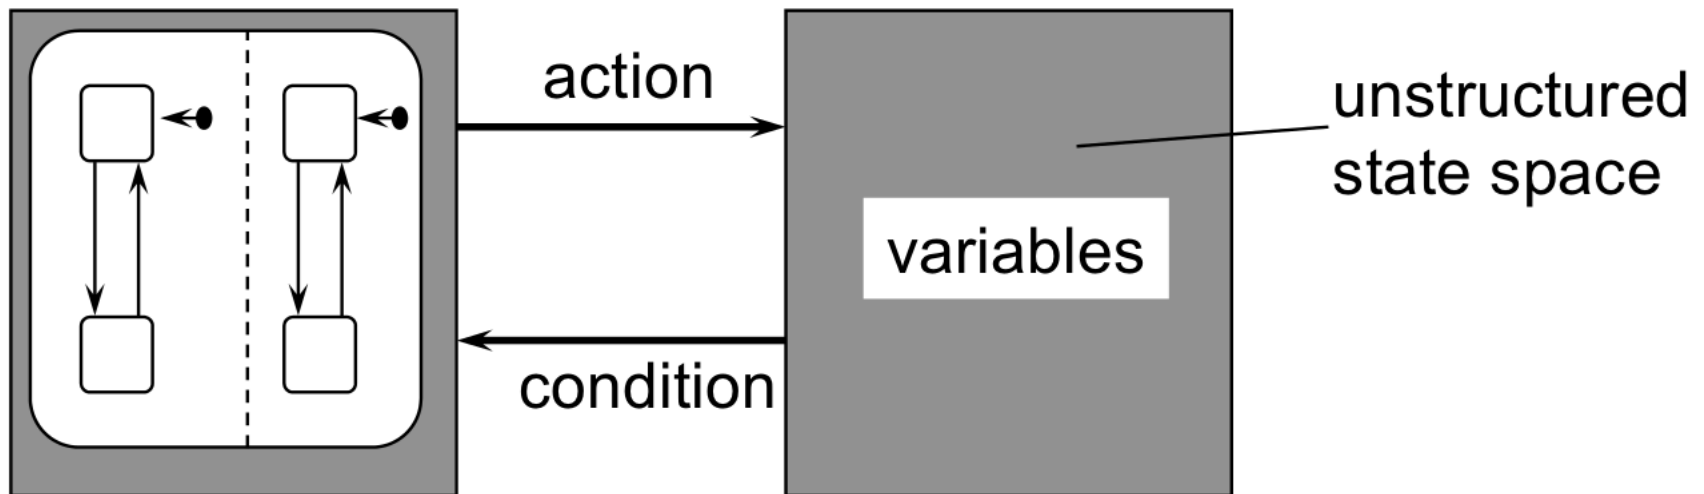 action
unstructured
state space
variables
condition